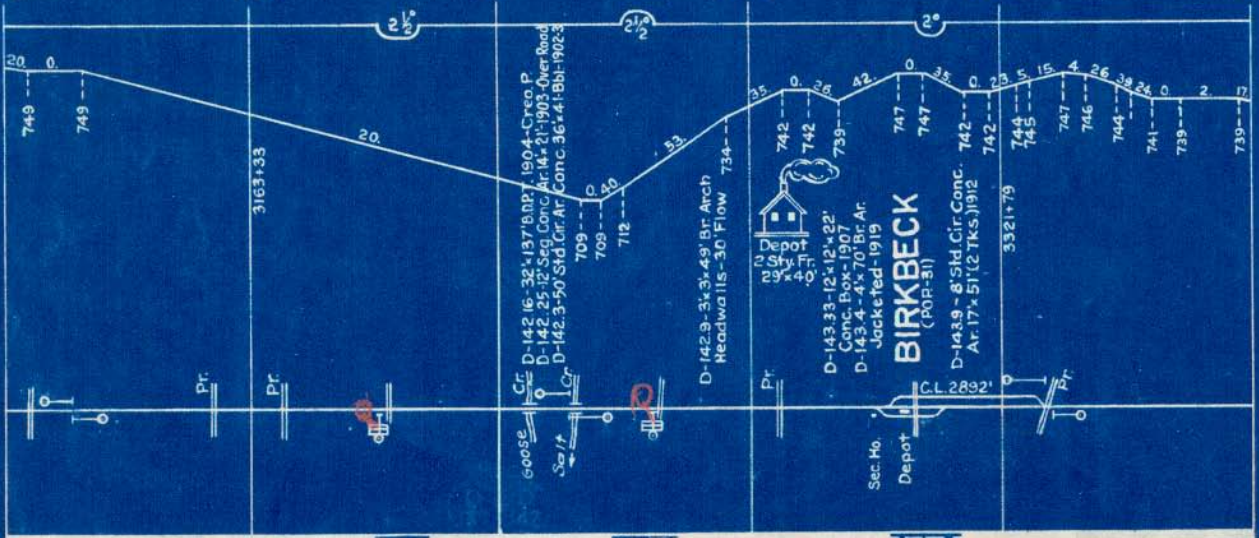 2½°
2½°
2°
20. 0. 20. 0. 40 53. 35. 0. 26. 42. 0. 35. 0. 23. 5. 15. 4. 26 38 24 0 2. 17.
749
749
3163+33
709
709
712
734
742
742
739
747
747
742
742
744
745
747
746
744
741
739
739
3321+79
D-142.16-32'x137' B.D.P.T. 1904-Creo. P.
D-142.25-12' Seg. Conc. Ar. 14'x21'-1903-Over Road
D-142.3-50' Std. Cir. Ar. Conc. 36'x41-Bbl-1902-3
D-142.9-3'x3'x49' Br. Arch
Headwalls-30' Flow
Depot
2 Sty. Fr.
29'x40'
D-143.33-12'x12'x22'
Conc. Box-1907
D-143.4-4'x70' Br. Ar.
Jacketed-1919
BIRKBECK
(POP.-31)
D-143.9-8' Std. Cir. Conc.
Ar. 17'x51' (2 Tks.) 1912
Pr.
Pr.
Goose Cr.
Salt Cr.
R
Pr.
Sec. Ho.
Depot
C.L. 2892'
Pr.